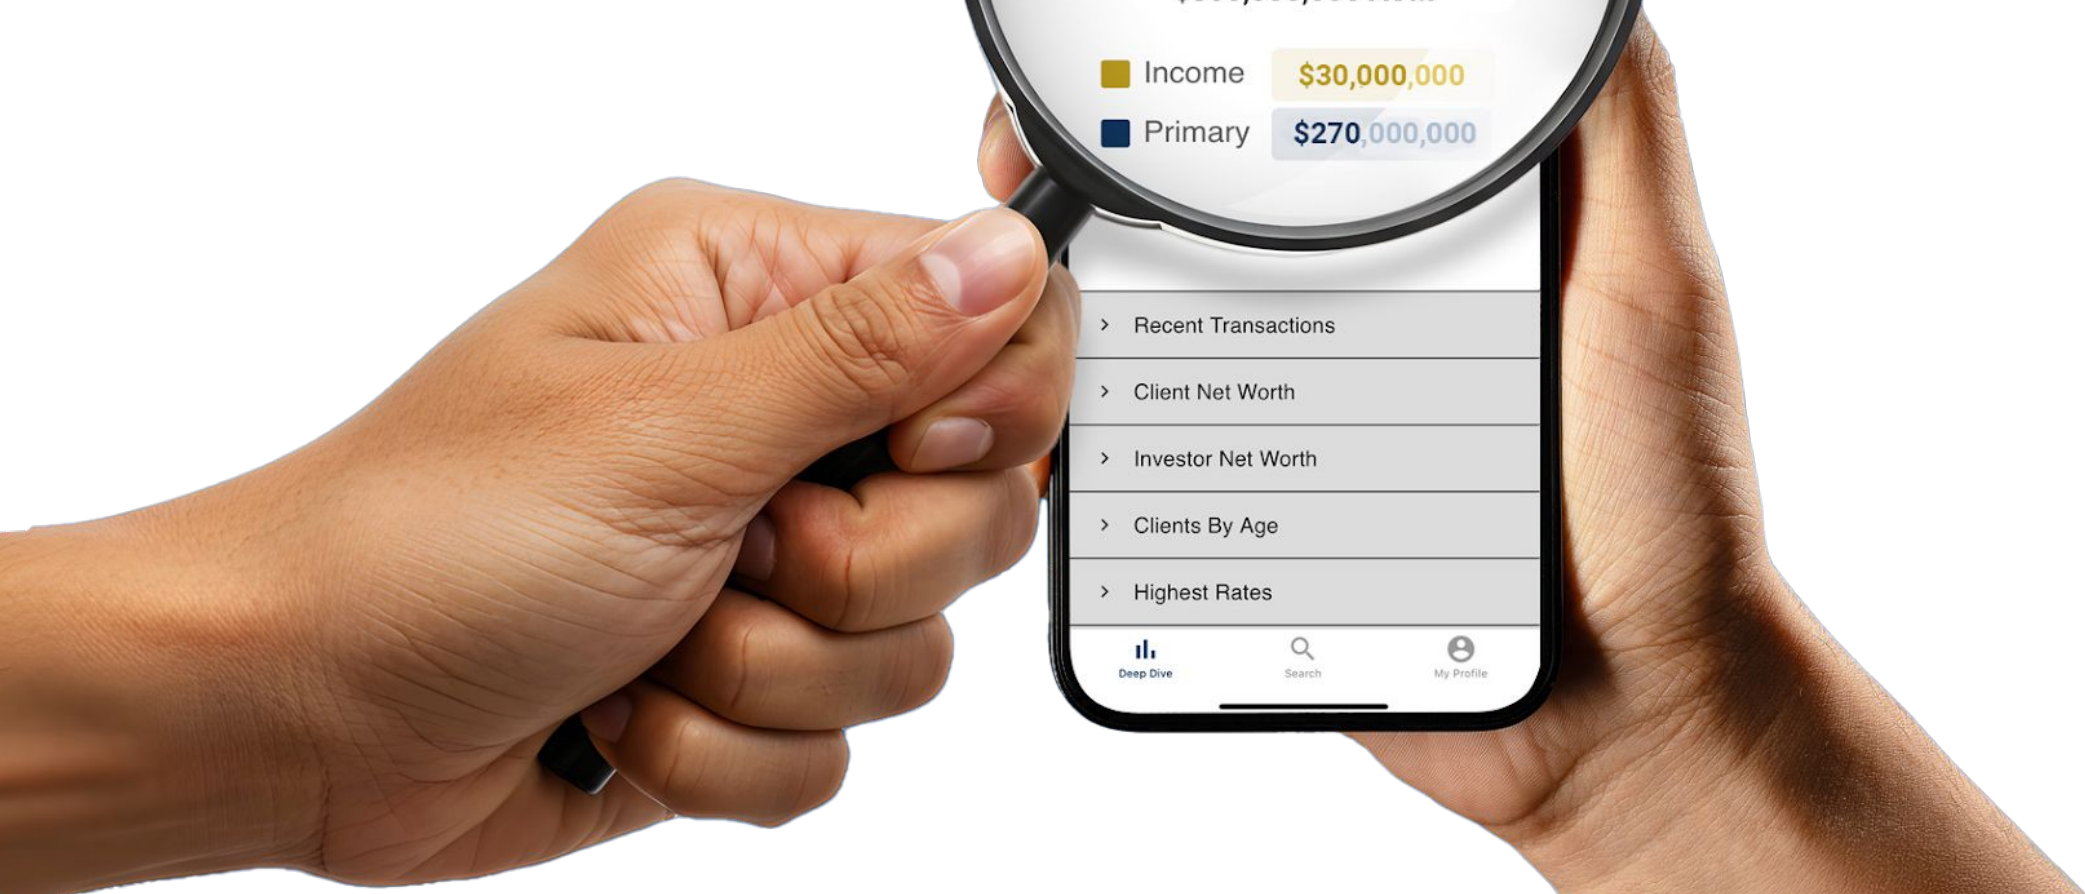 Income $30,000,000
Primary $270,000,000
Recent Transactions
Client Net Worth
Investor Net Worth
Clients By Age
Highest Rates
Deep Dive Search My Profile